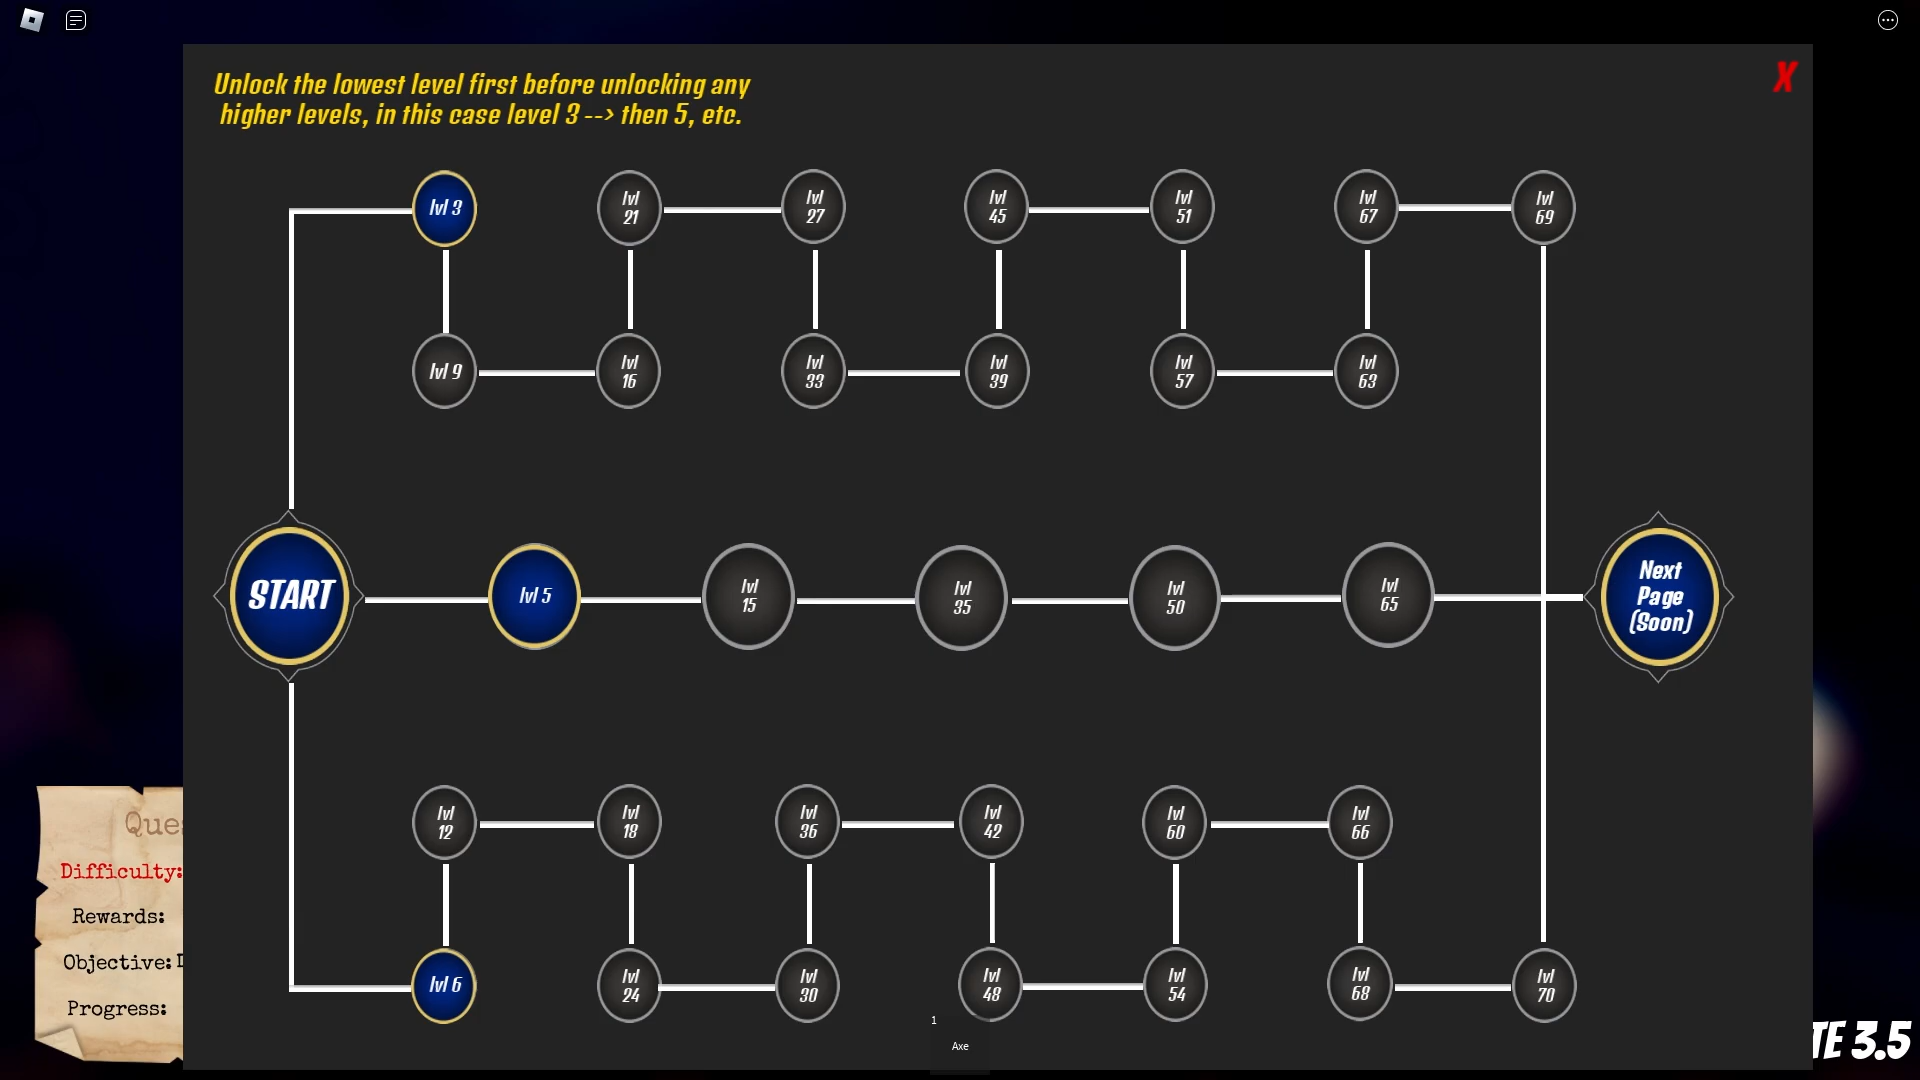 Unlock the lowest level first before unlocking any
higher levels, in this case level 3 --> then 5, etc.
X
lvl 3
lvl
21
lvl
27
lvl
45
lvl
51
lvl
67
lvl
69
lvl 9
lvl
16
lvl
33
lvl
39
lvl
57
lvl
63
START
lvl 5
lvl
15
lvl
35
lvl
50
lvl
65
Next
Page
(Soon)
lvl
12
lvl
18
lvl
36
lvl
42
lvl
60
lvl
66
lvl 6
lvl
24
lvl
30
lvl
48
lvl
54
lvl
68
lvl
70
Difficulty:
Rewards:
Objective:
Progress:
1
Axe
3.5